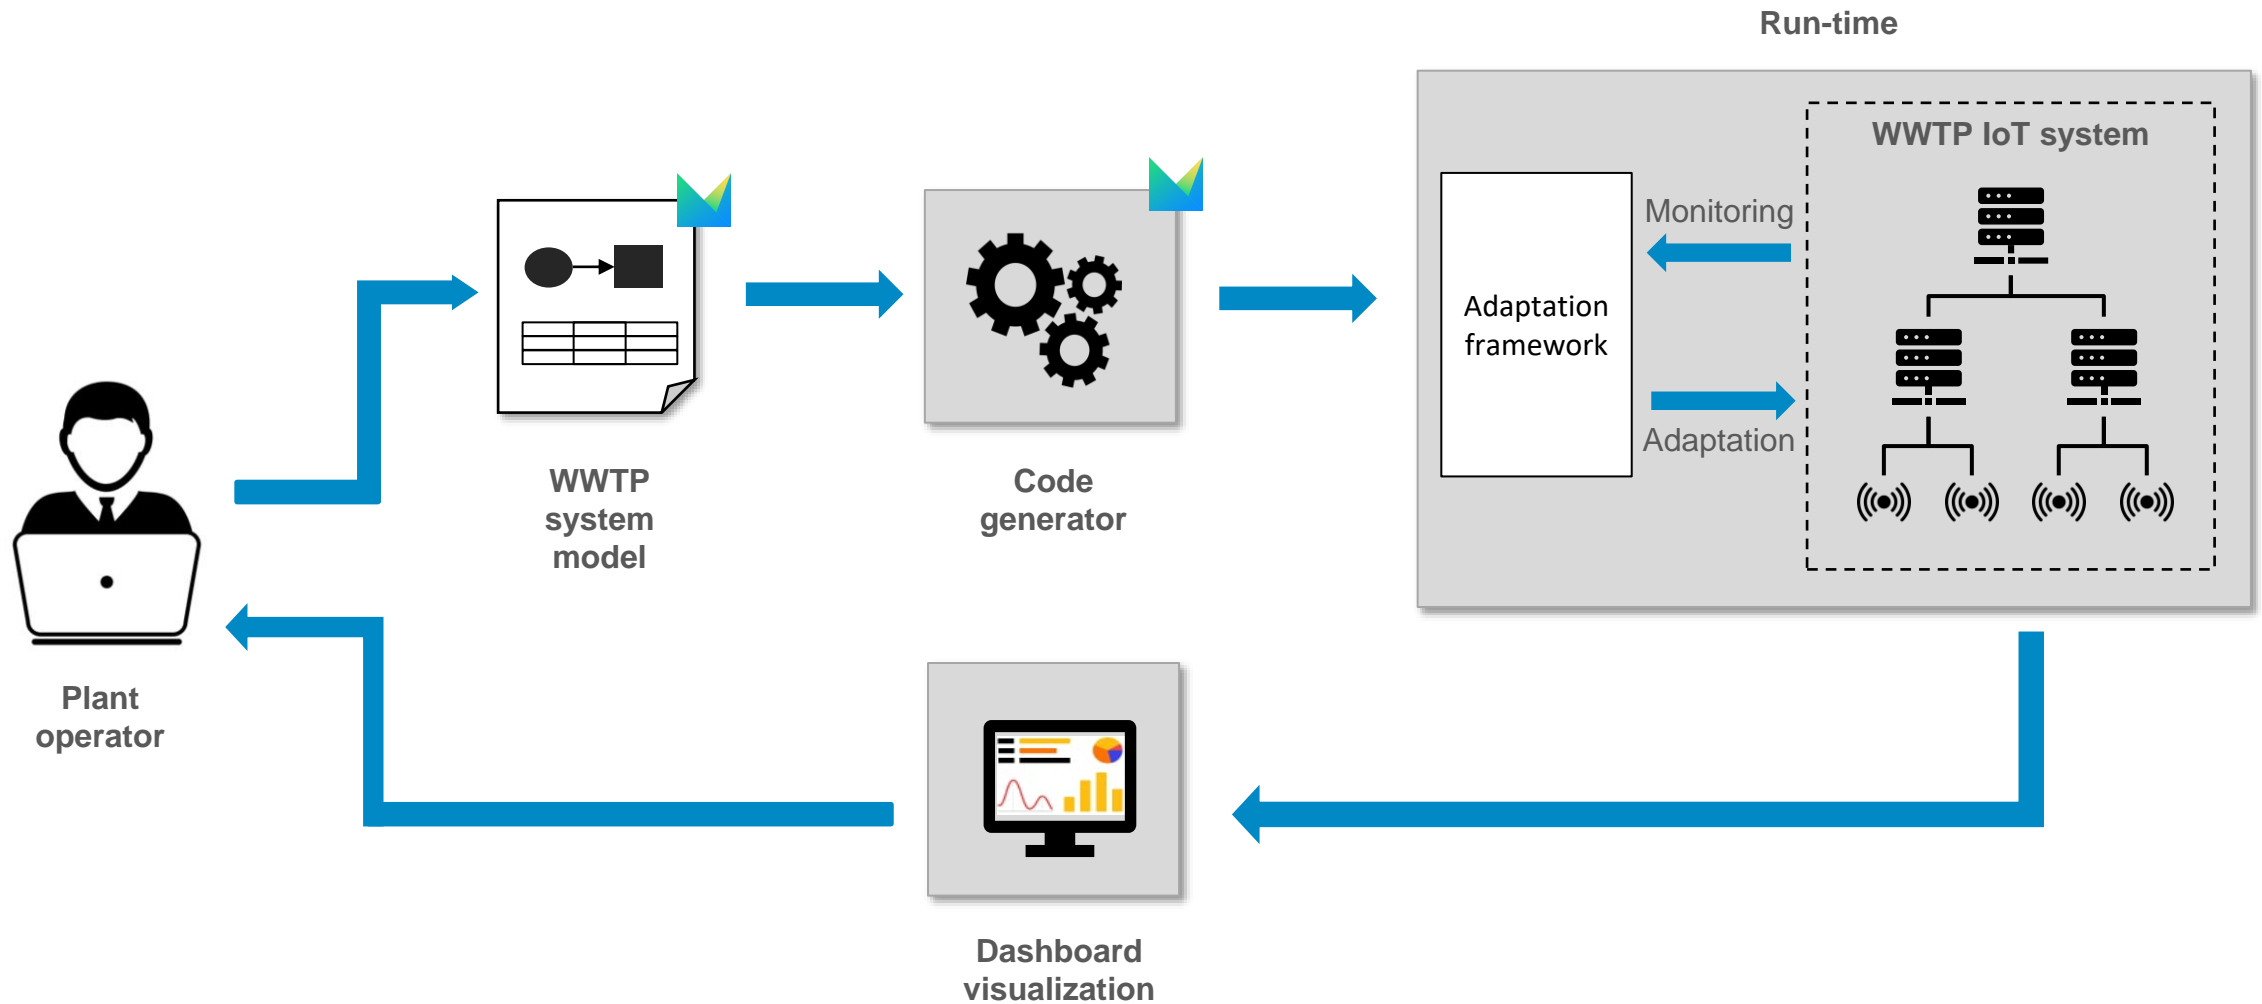 Run-time
WWTP IoT system
Monitoring
Adaptation
framework
Adaptation
WWTP
system
model
Code
generator
Plant
operator
Dashboard
visualization